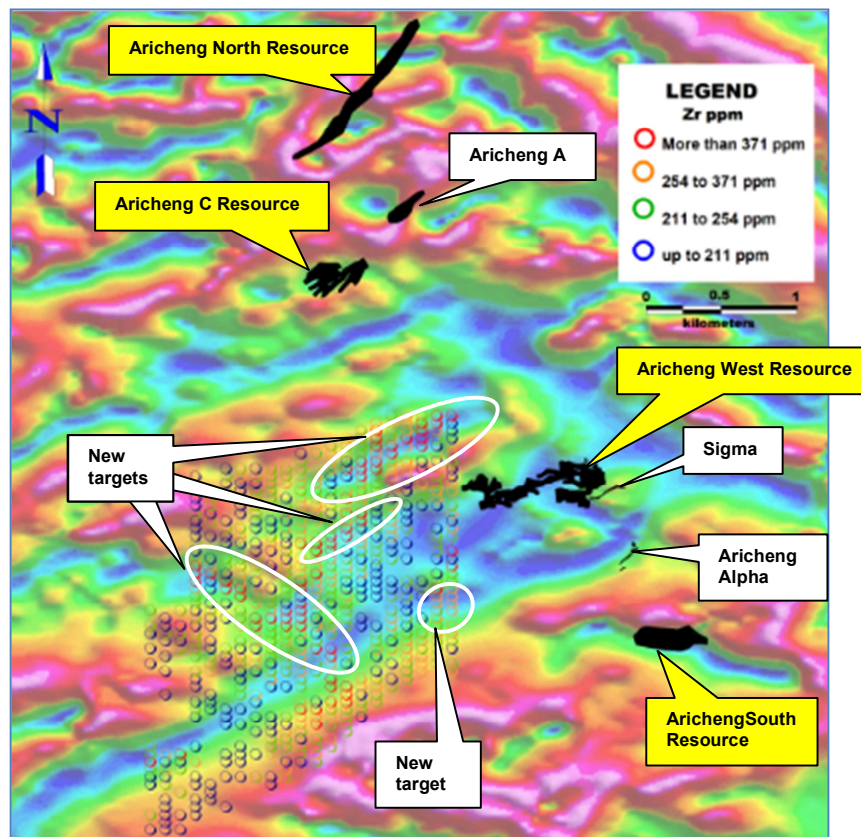 Aricheng North Resource
LEGEND
Zr ppm
More than 371 ppm
254 to 371 ppm
211 to 254 ppm
up to 211 ppm
N
Aricheng A
Aricheng C Resource
0 0.5 1
kilometers
Aricheng West Resource
New
targets
Sigma
Aricheng
Alpha
ArichengSouth
Resource
New
target